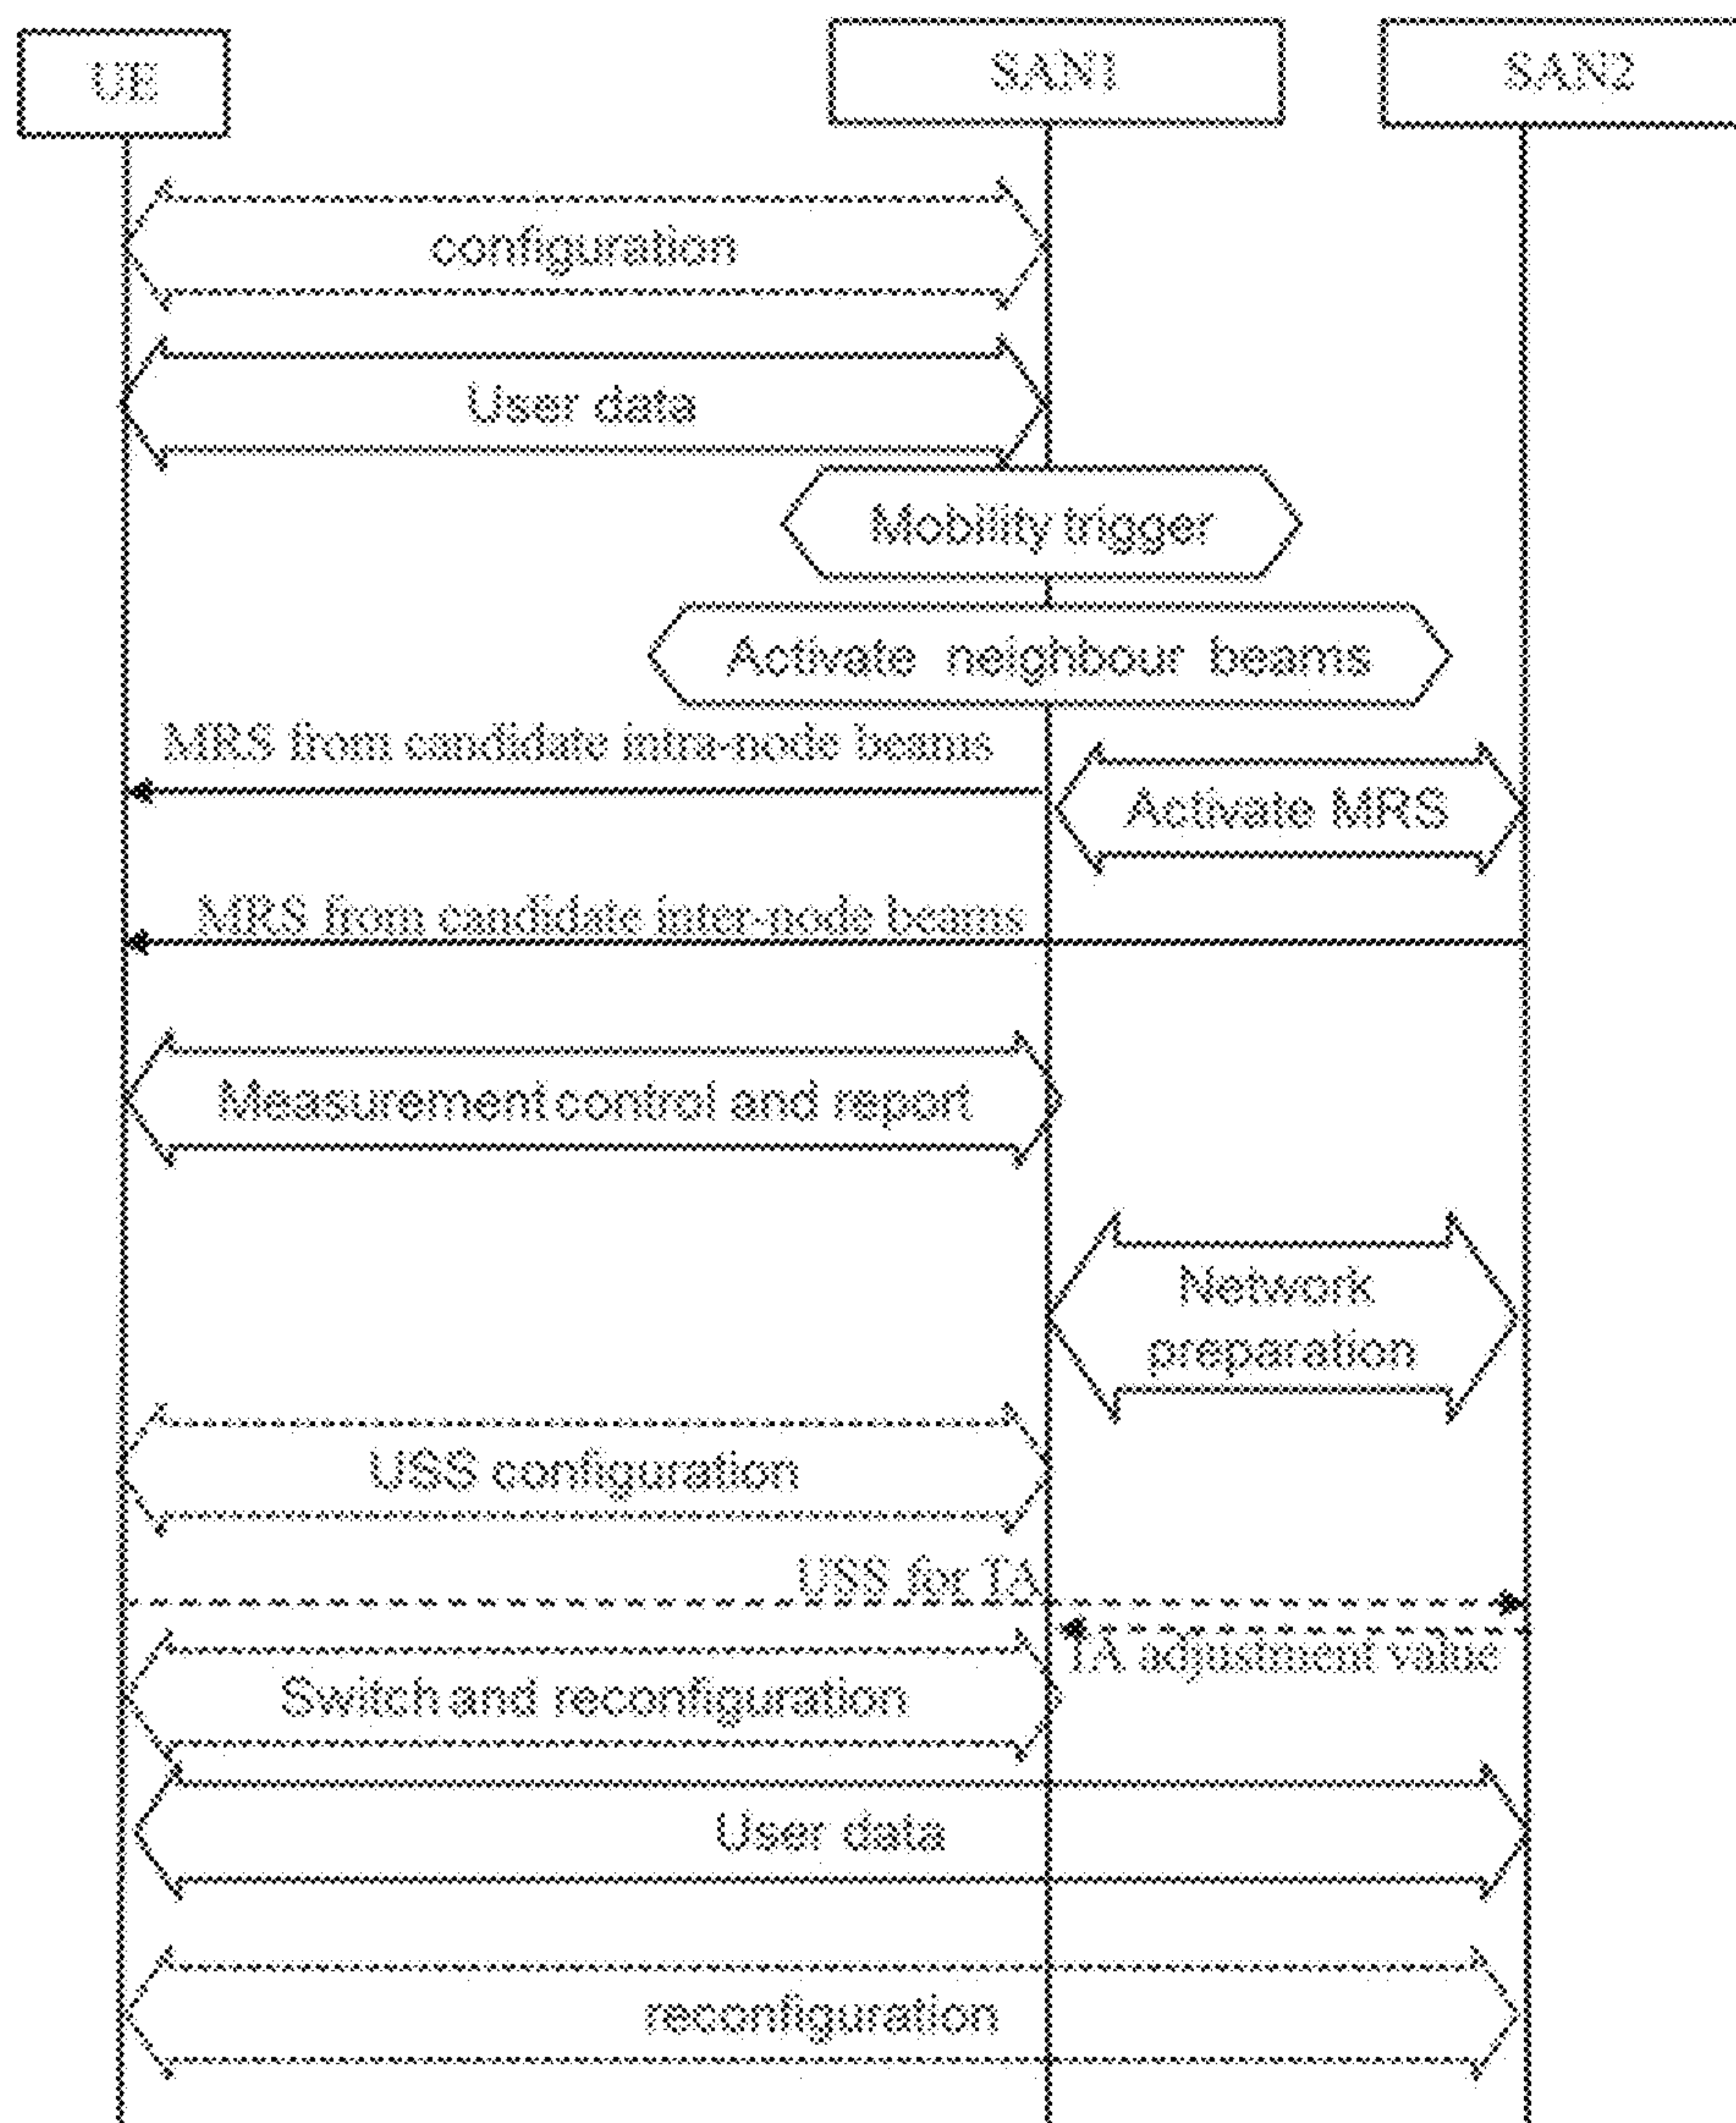 UE
SAN1
SAN2
configuration
User data
Mobility trigger
Activate neighbour beams
MRS from candidate intra-node beams
Activate MRS
MRS from candidate inter-node beams
Measurement control and report
Network
preparation
USS configuration
USS for TA
TA adjustment value
Switch and reconfiguration
User data
reconfiguration